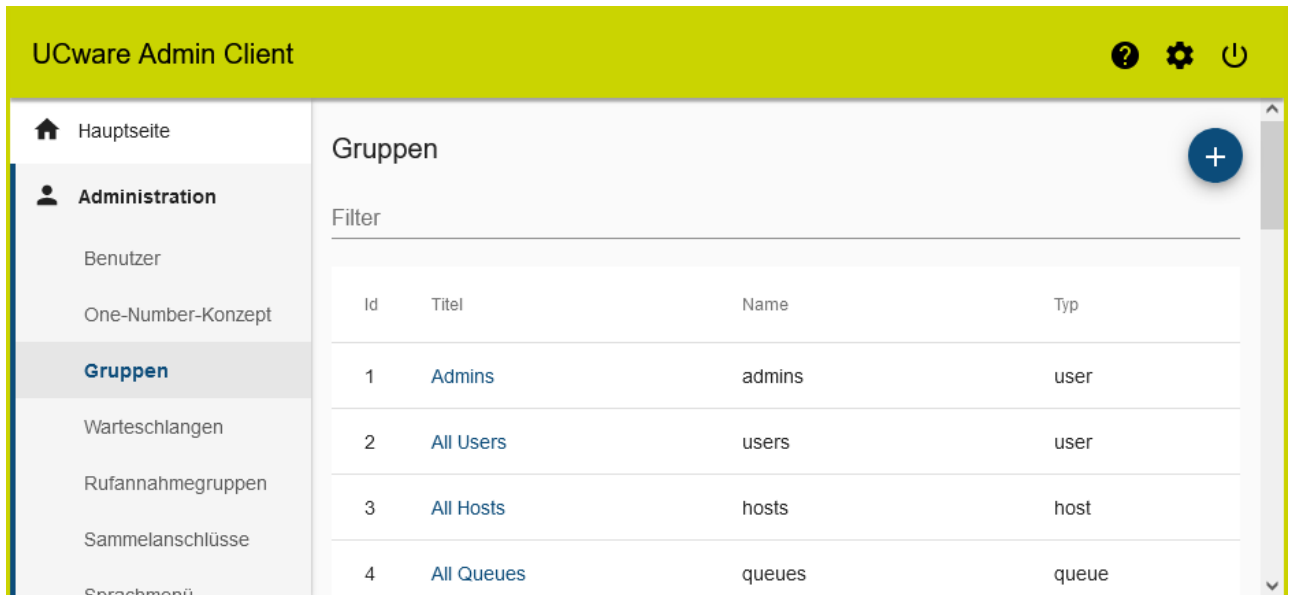 UCware Admin Client
Hauptseite
Administration
Benutzer
One-Number-Konzept
Gruppen
Warteschlangen
Rufannahmegruppen
Sammelanschlüsse
Sprachmenü
Gruppen
Filter
Id Titel Name Typ
1 Admins admins user
2 All Users users user
3 All Hosts hosts host
4 All Queues queues queue